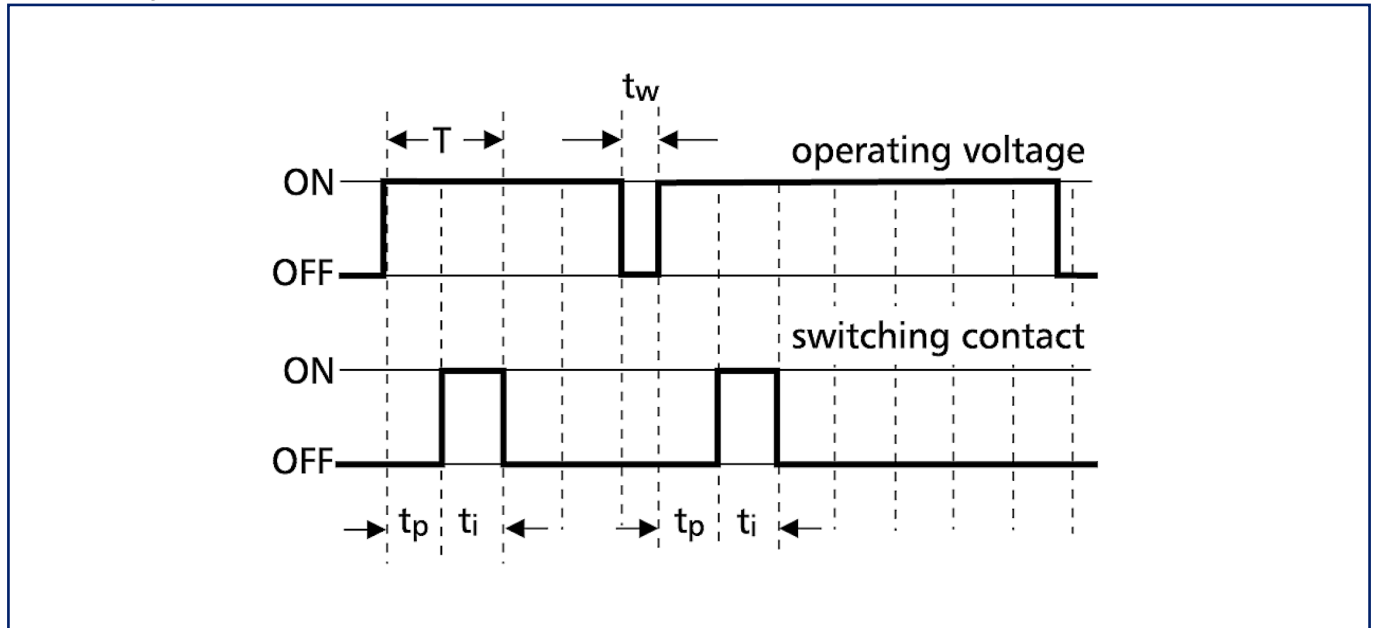 tw
T
operating voltage
ON
OFF
switching contact
ON
OFF
tp ti tp ti